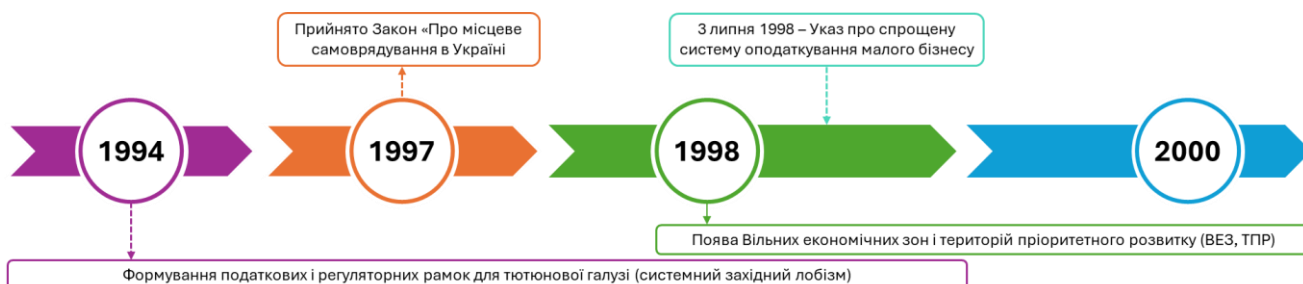 Прийнято Закон «Про місцеве
самоврядування в Україні
3 липня 1998 – Указ про спрощену
систему оподаткування малого бізнесу
1994
1997
1998
2000
Поява Вільних економічних зон і територій пріоритетного розвитку (ВЕЗ, ТПР)
Формування податкових і регуляторних рамок для тютюнової галузі (системний західний лобізм)